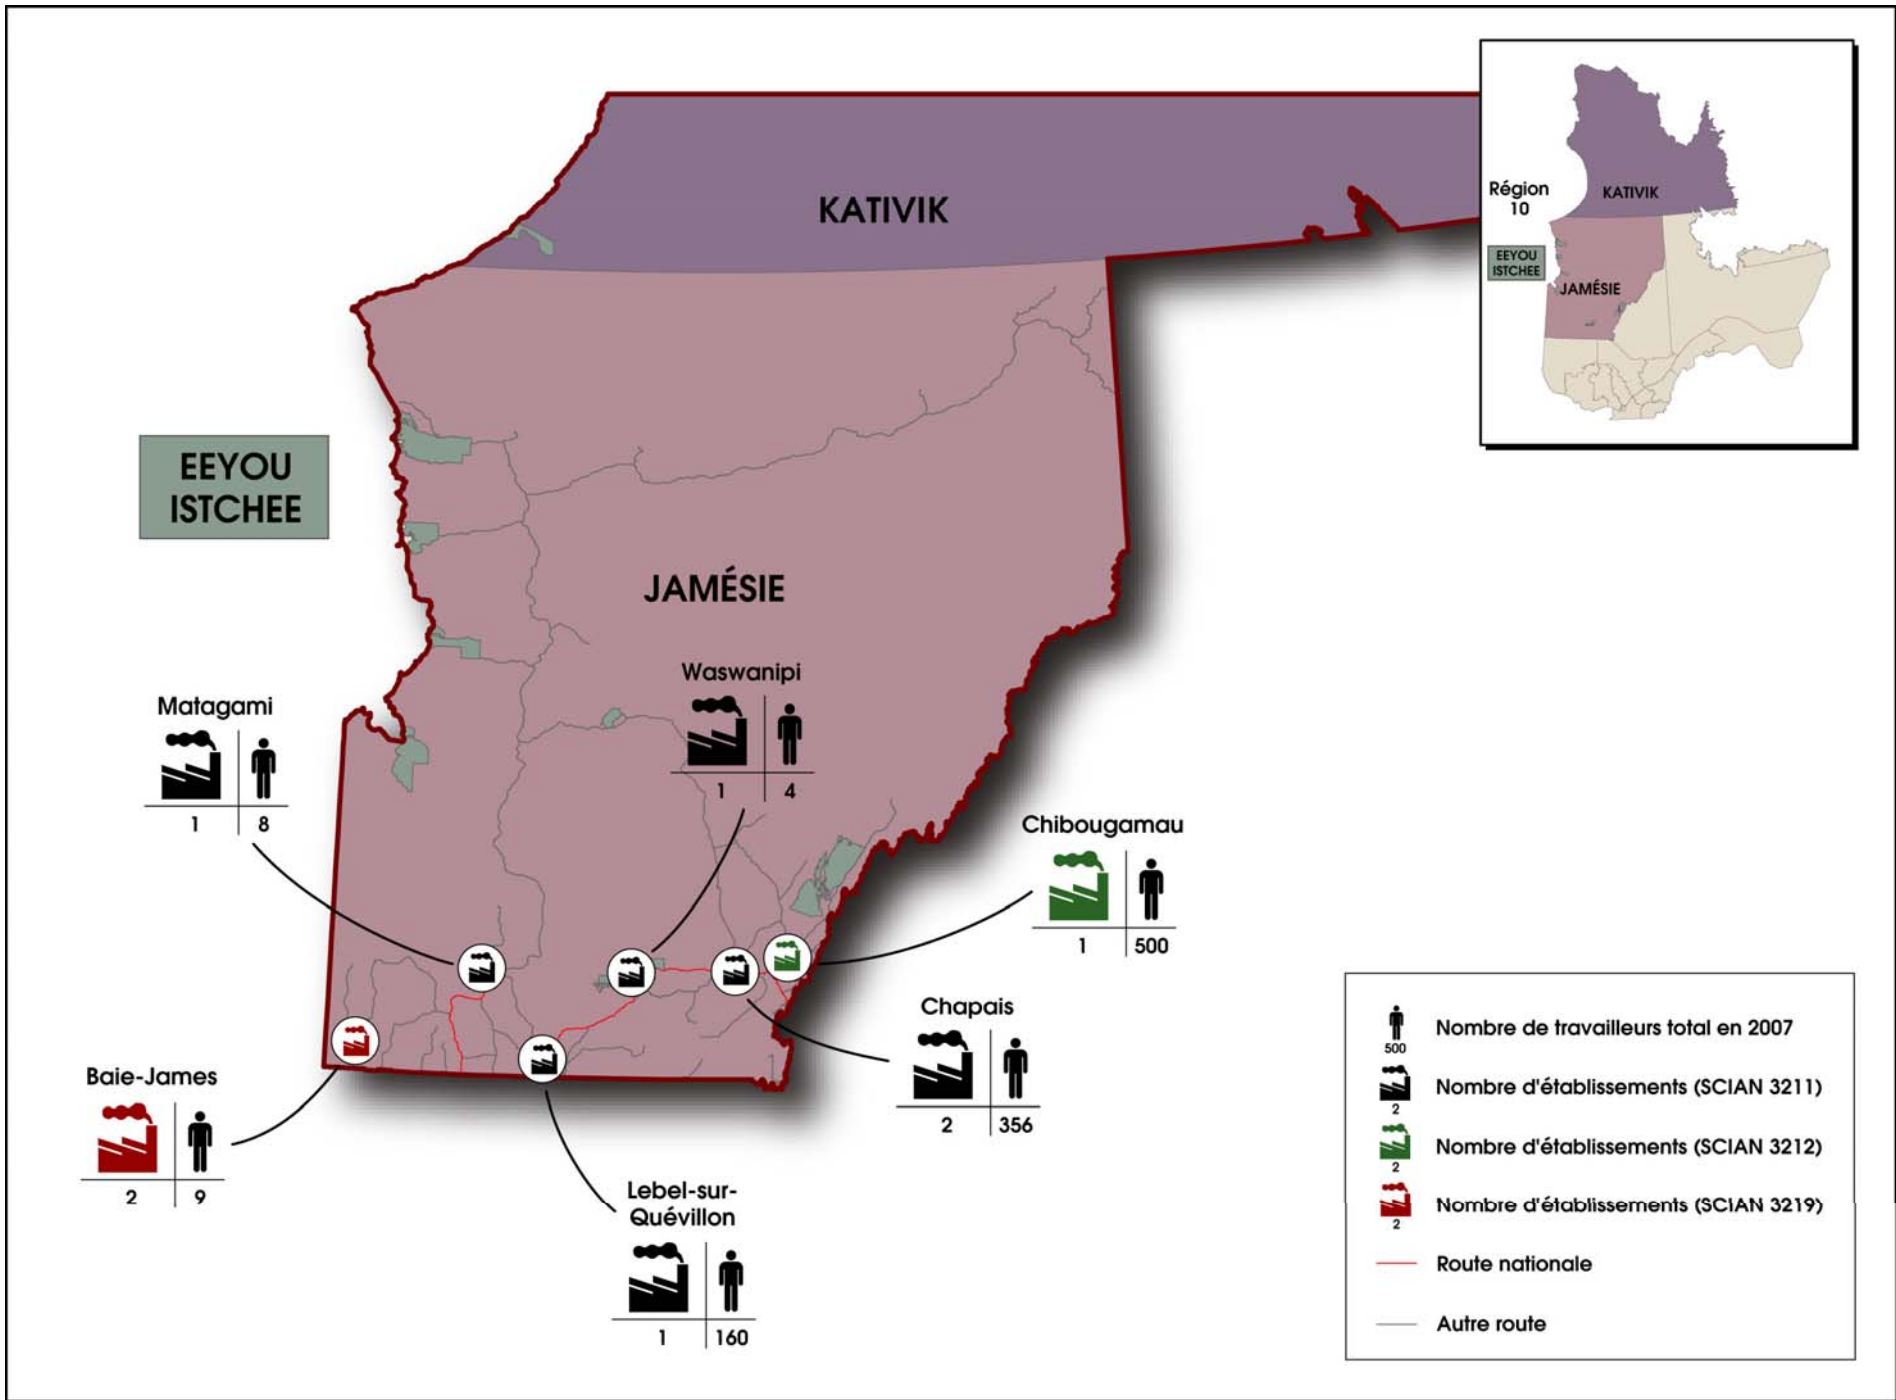 KATIVIK
Région
10
KATIVIK
EEYOU
ISTCHEE
JAMÉSIE
EEYOU
ISTCHEE
JAMÉSIE
Waswanipi
1 4
Matagami
1 8
Chibougamau
1 500
Chapais
2 356
Baie-James
2 9
Lebel-sur-
Quévillon
1 160
500
Nombre de travailleurs total en 2007
2
Nombre d'établissements (SCIAN 3211)
2
Nombre d'établissements (SCIAN 3212)
2
Nombre d'établissements (SCIAN 3219)
Route nationale
Autre route